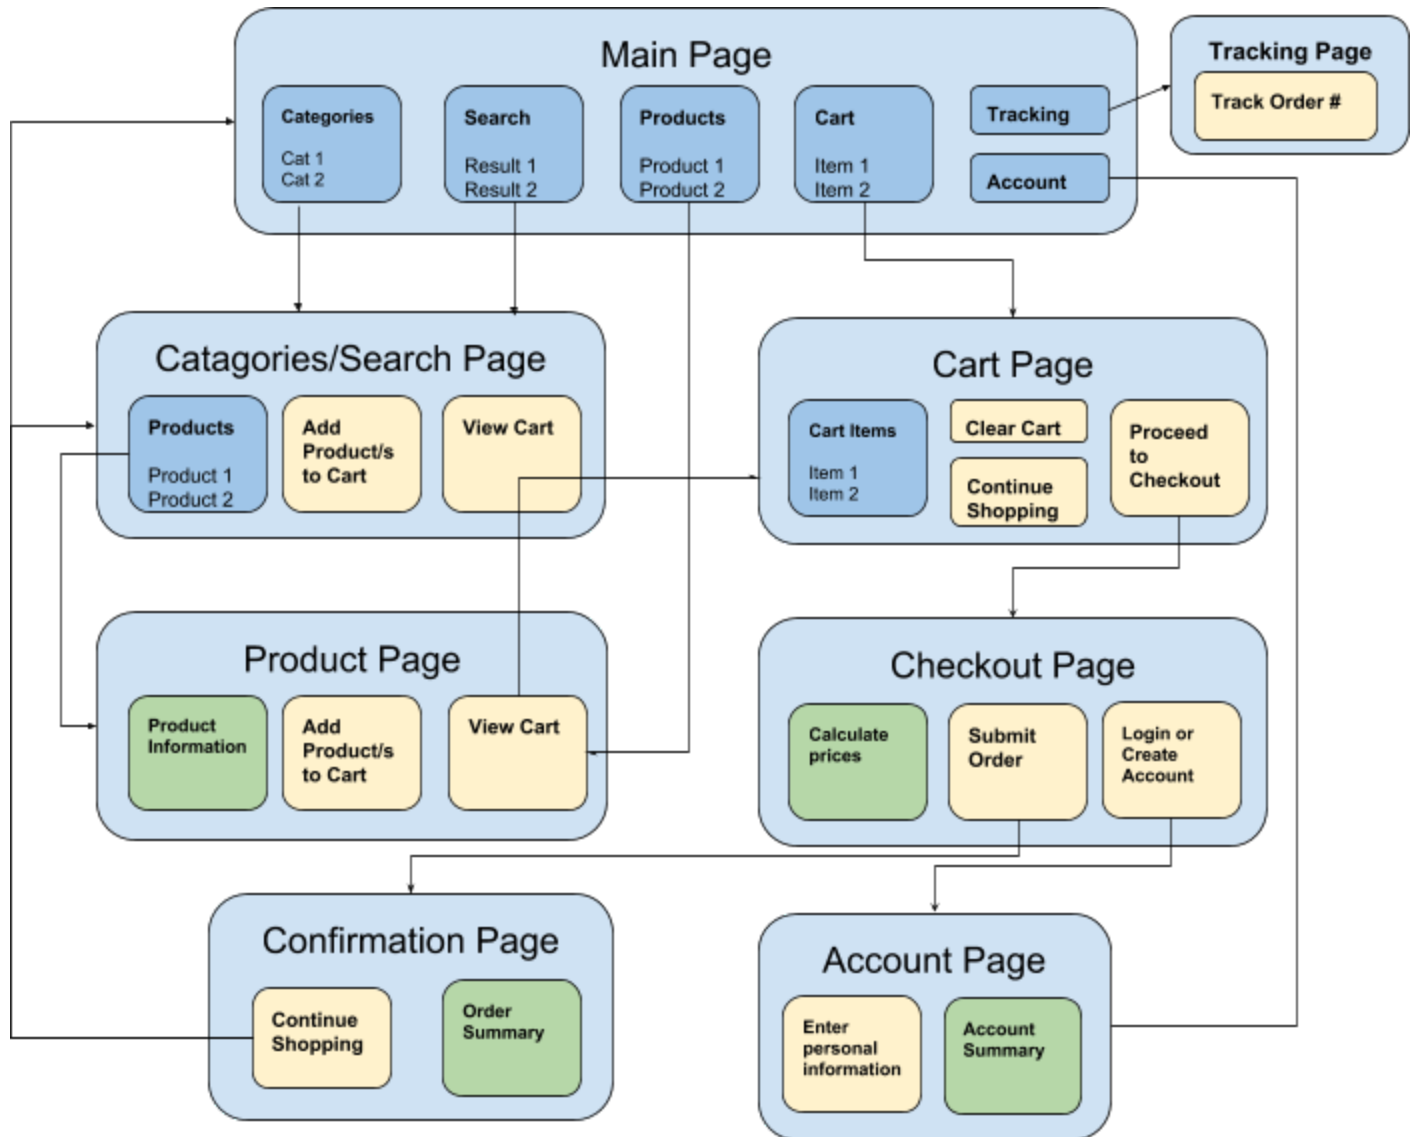 Main Page
Categories
Cat 1
Cat 2
Search
Result 1
Result 2
Products
Product 1
Product 2
Cart
Item 1
Item 2
Tracking
Account
Tracking Page
Track Order #
Catagories/Search Page
Products
Product 1
Product 2
Add
Product/s
to Cart
View Cart
Cart Page
Cart Items
Item 1
Item 2
Clear Cart
Continue
Shopping
Proceed
to
Checkout
Product Page
Product
Information
Add
Product/s
to Cart
View Cart
Checkout Page
Calculate
prices
Submit
Order
Login or
Create
Account
Confirmation Page
Continue
Shopping
Order
Summary
Account Page
Enter
personal
information
Account
Summary